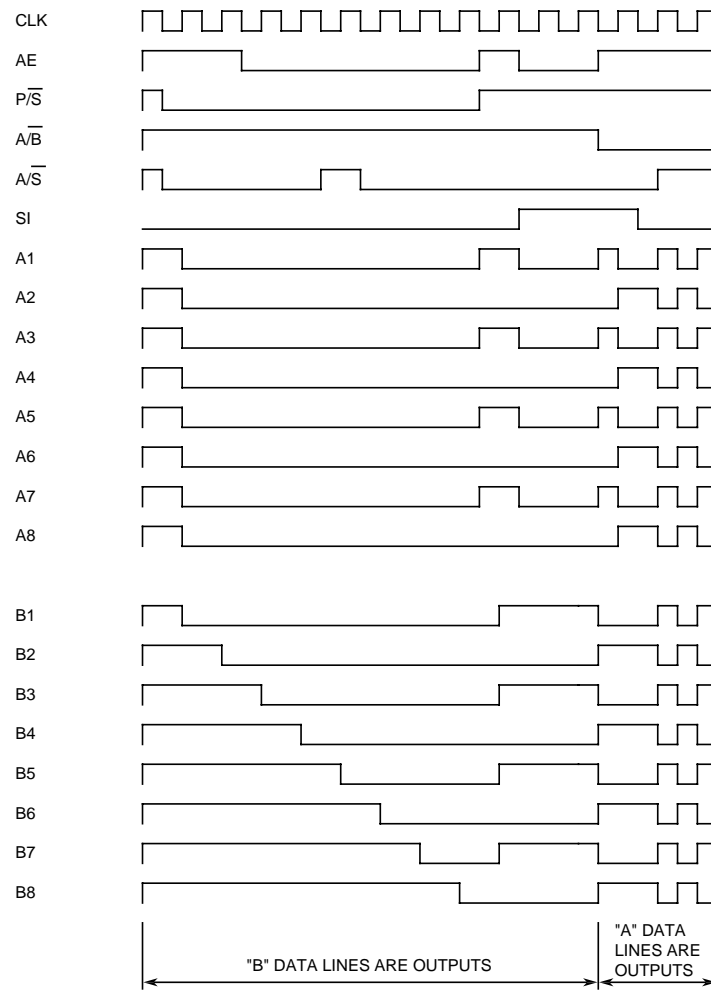 CLK
AE
P/S̅
A/B̅
A/S̅
SI
A1
A2
A3
A4
A5
A6
A7
A8
B1
B2
B3
B4
B5
B6
B7
B8
"B" DATA LINES ARE OUTPUTS
"A" DATA
LINES ARE
OUTPUTS